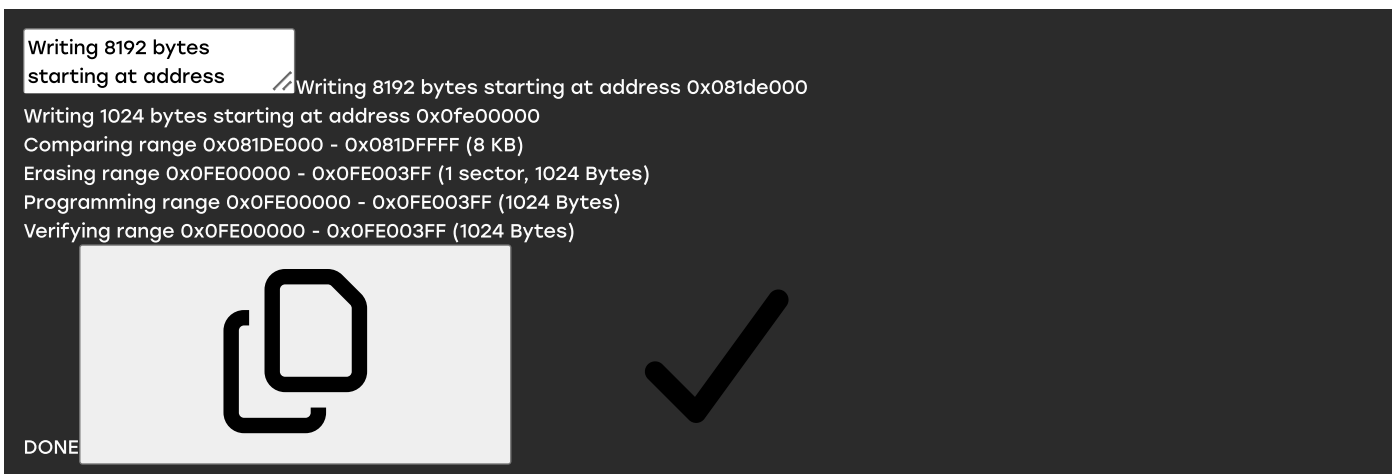 Writing 8192 bytes
starting at address
Writing 8192 bytes starting at address 0x081de000
Writing 1024 bytes starting at address 0x0fe00000
Comparing range 0x081DE000 - 0x081DFFFF (8 KB)
Erasing range 0x0FE00000 - 0x0FE003FF (1 sector, 1024 Bytes)
Programming range 0x0FE00000 - 0x0FE003FF (1024 Bytes)
Verifying range 0x0FE00000 - 0x0FE003FF (1024 Bytes)
DONE